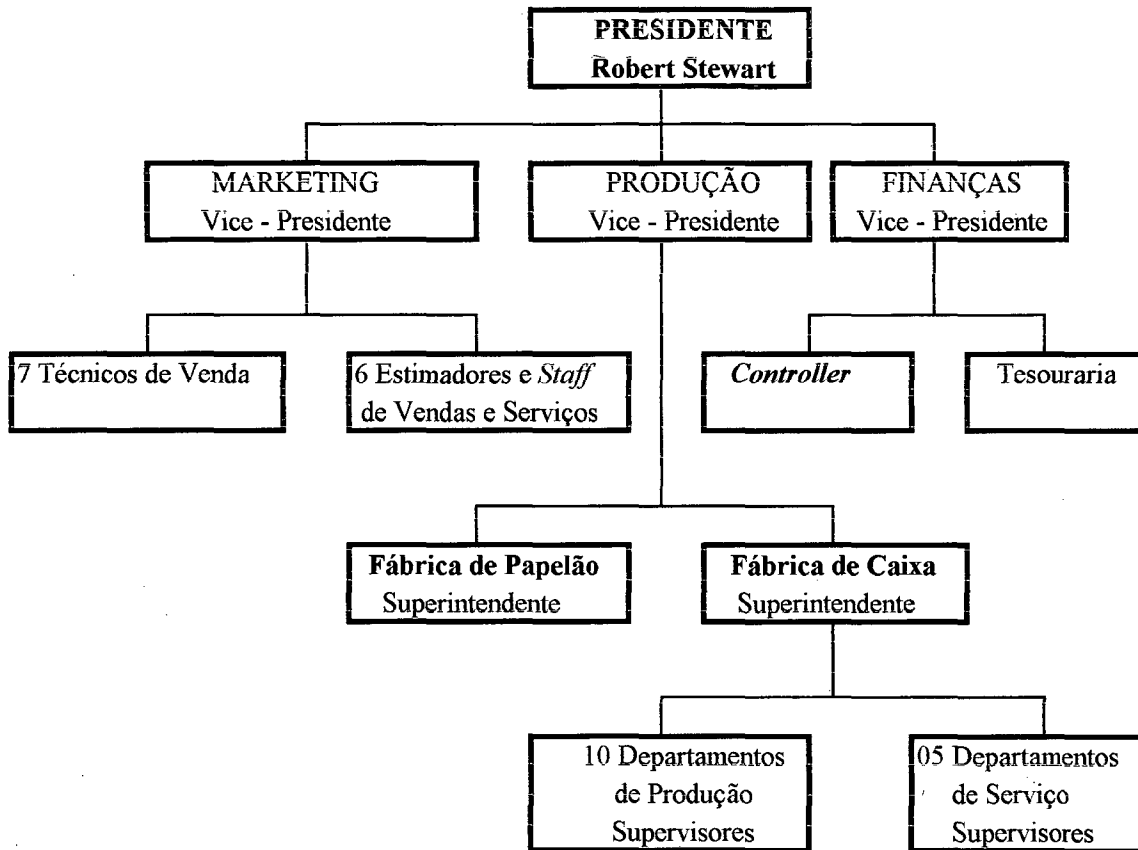 PRESIDENTE
Robert Stewart
MARKETING
Vice - Presidente
PRODUÇÃO
Vice - Presidente
FINANÇAS
Vice - Presidente
7 Técnicos de Venda
6 Estimadores e Staff
de Vendas e Serviços
Controller
Tesouraria
Fábrica de Papelão
Superintendente
Fábrica de Caixa
Superintendente
10 Departamentos
de Produção
Supervisores
05 Departamentos
de Serviço
Supervisores